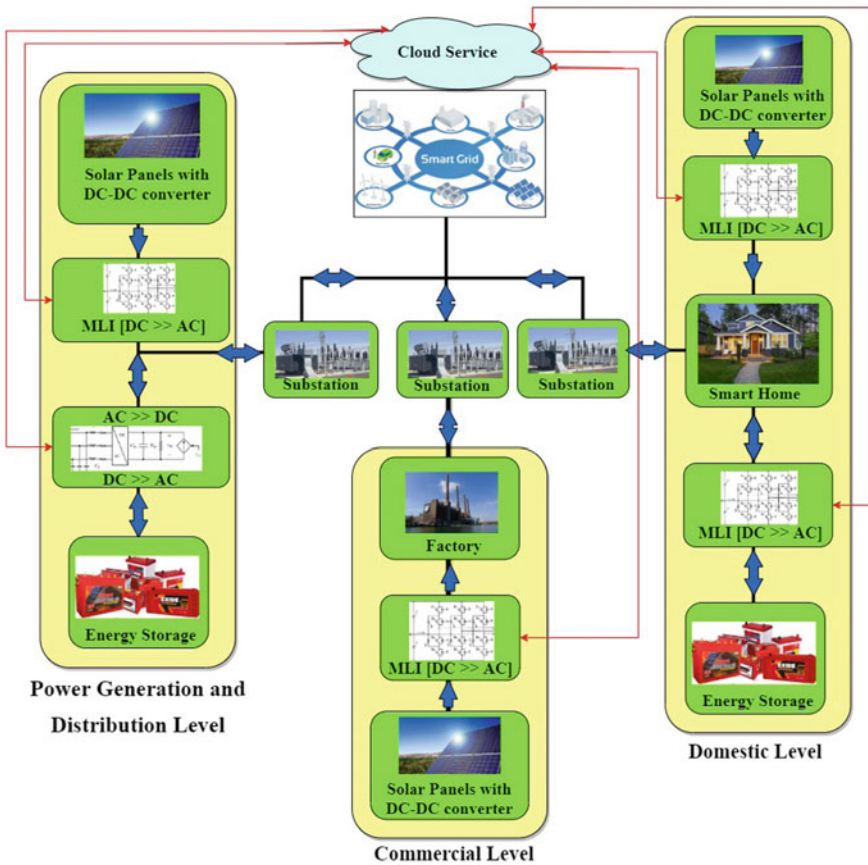 Cloud Service
Smart Grid
Solar Panels with
DC-DC converter
MLI [DC >> AC]
AC >> DC
DC >> AC
Energy Storage
Power Generation and
Distribution Level
Substation
Substation
Substation
Factory
MLI [DC >> AC]
Solar Panels with
DC-DC converter
Commercial Level
Solar Panels with
DC-DC converter
MLI [DC >> AC]
Smart Home
MLI [DC >> AC]
Energy Storage
Domestic Level